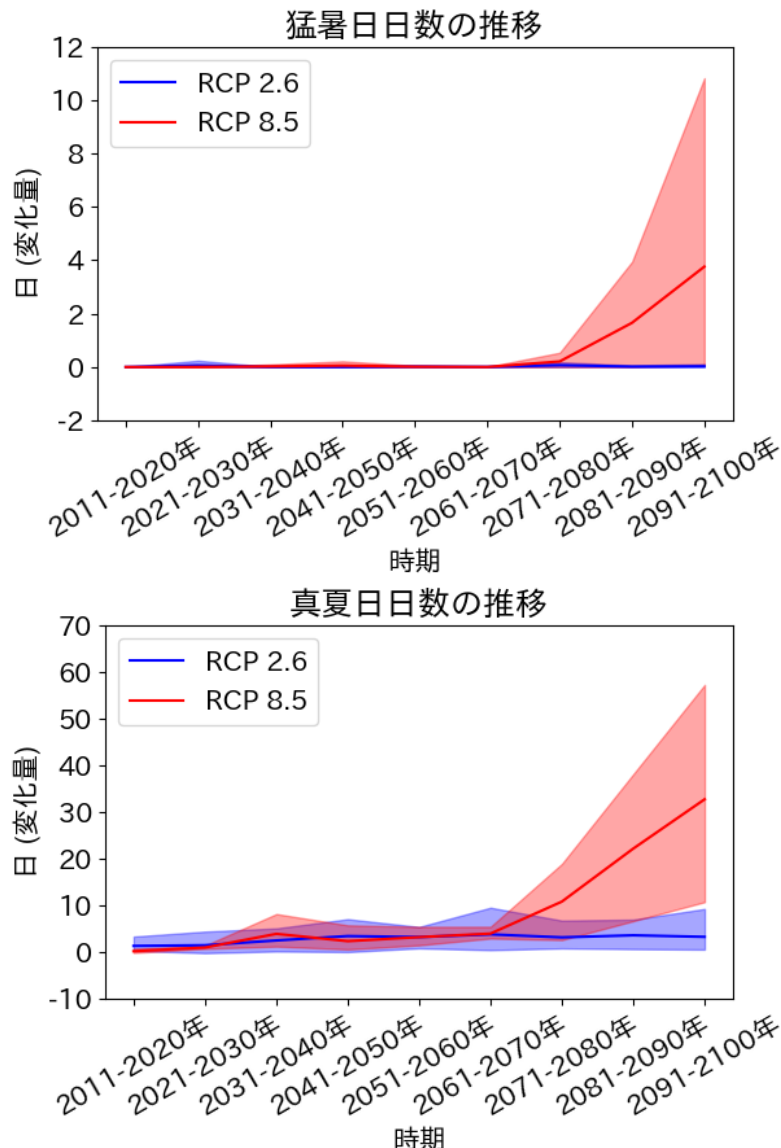 猛暑日日数の推移
12
10
8
6
4
2
0
-2
RCP 2.6
RCP 8.5
日 (変化量)
2011-2020年
2021-2030年
2031-2040年
2041-2050年
2051-2060年
2061-2070年
2071-2080年
2081-2090年
2091-2100年
時期
真夏日日数の推移
70
60
50
40
30
20
10
0
-10
RCP 2.6
RCP 8.5
日 (変化量)
2011-2020年
2021-2030年
2031-2040年
2041-2050年
2051-2060年
2061-2070年
2071-2080年
2081-2090年
2091-2100年
時期